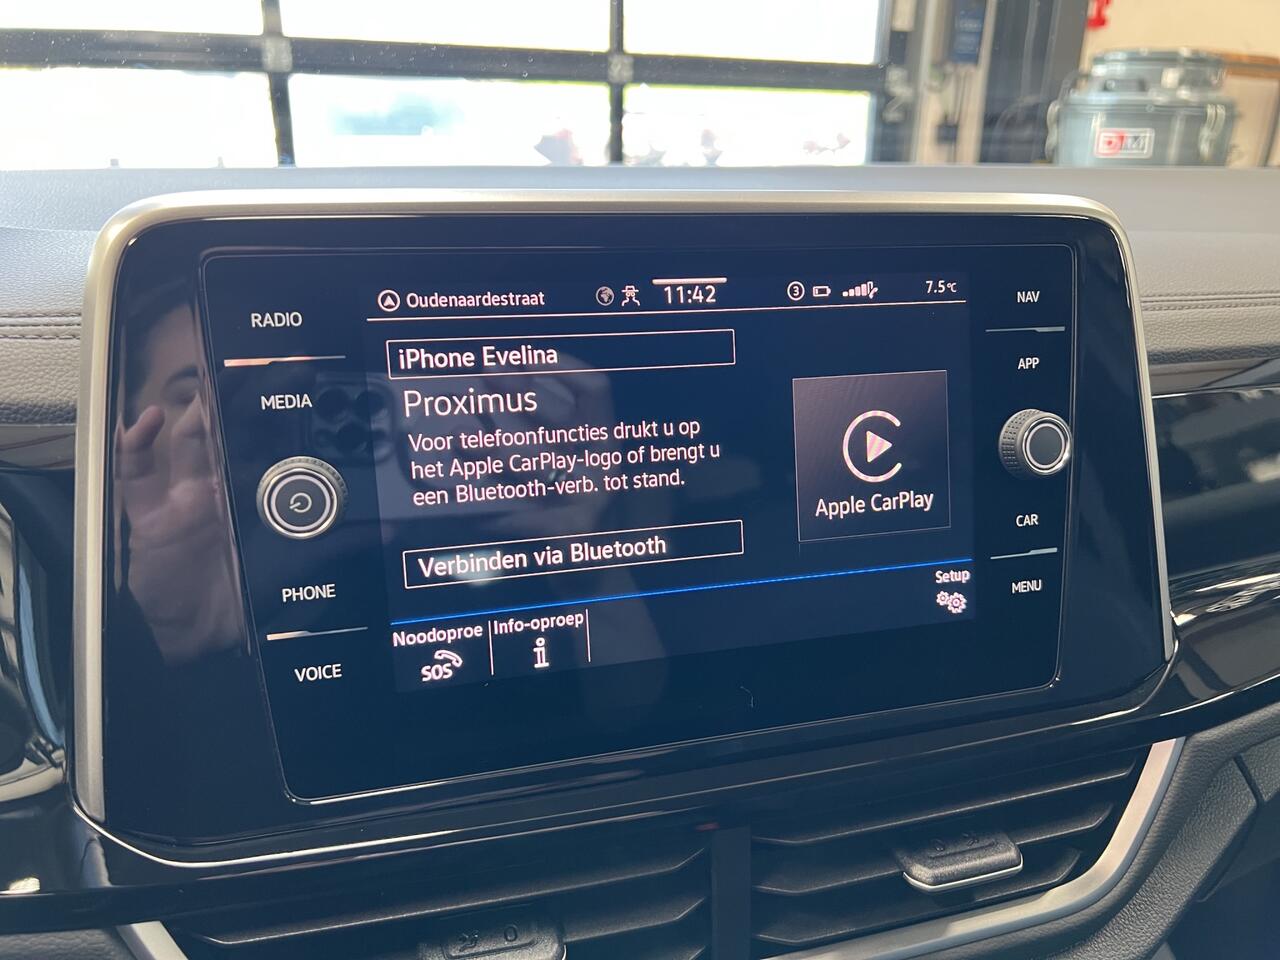 RADIO
MEDIA
PHONE
VOICE
Oudenaardestraat
11:42
3
7.5°C
iPhone Evelina
Proximus
Voor telefoonfuncties drukt u op
het Apple CarPlay-logo of brengt u
een Bluetooth-verb. tot stand.
Verbinden via Bluetooth
Apple CarPlay
Noodoproe
SOS
Info-oproep
i
Setup
NAV
APP
CAR
MENU